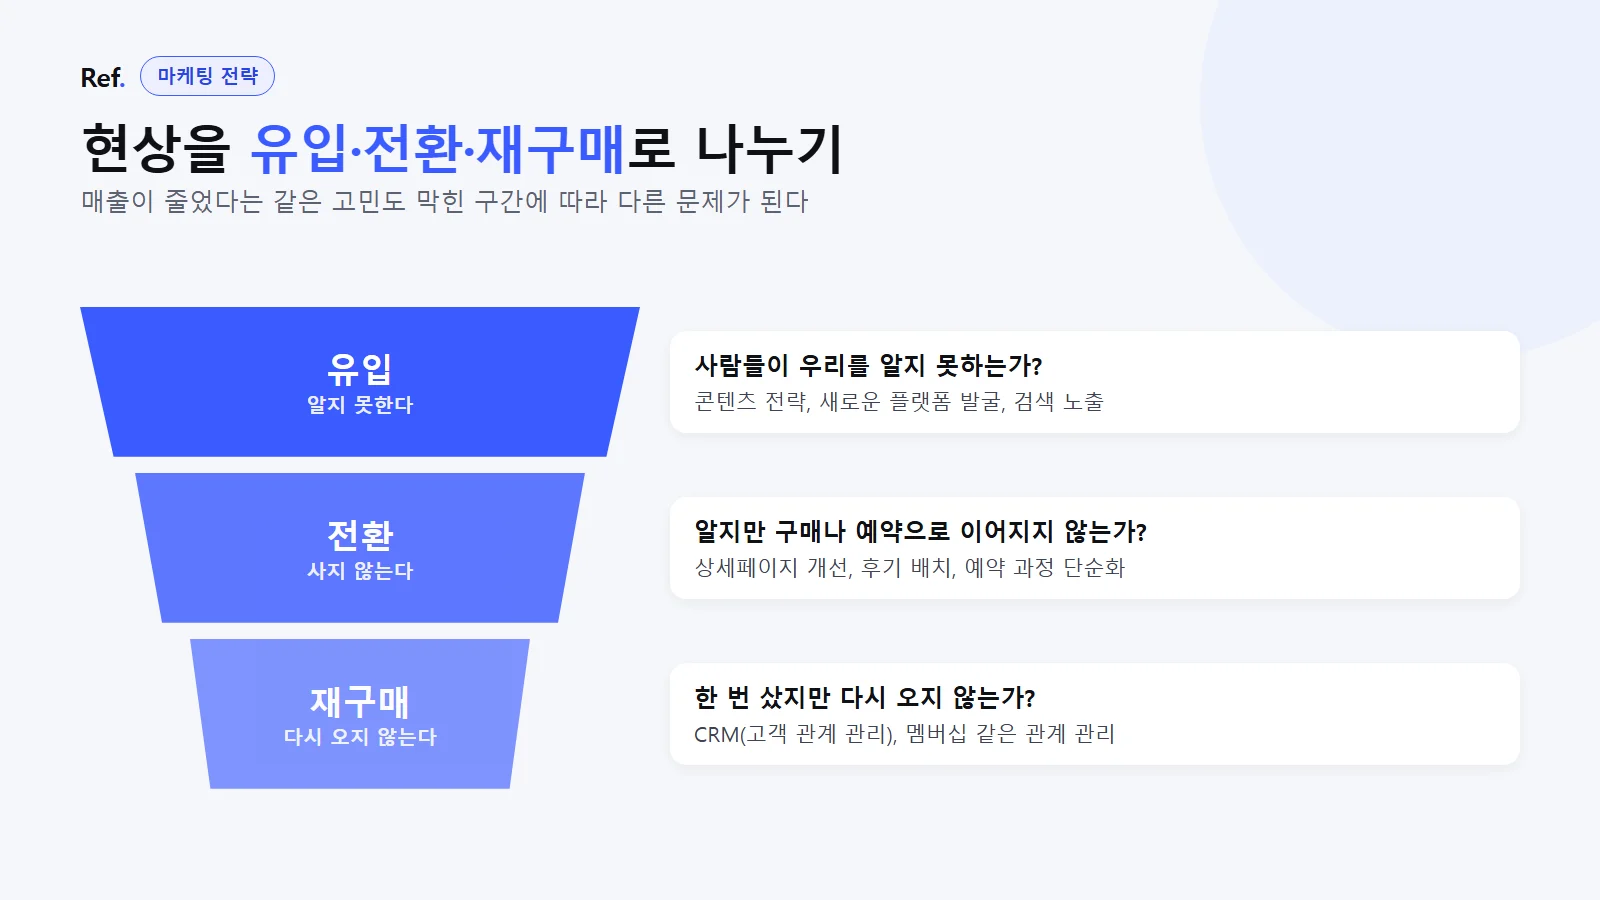 Ref.
마케팅 전략
현상을 유입·전환·재구매로 나누기
매출이 줄었다는 같은 고민도 막힌 구간에 따라 다른 문제가 된다
유입
알지 못한다
사람들이 우리를 알지 못하는가?
콘텐츠 전략, 새로운 플랫폼 발굴, 검색 노출
전환
사지 않는다
알지만 구매나 예약으로 이어지지 않는가?
상세페이지 개선, 후기 배치, 예약 과정 단순화
재구매
다시 오지 않는다
한 번 샀지만 다시 오지 않는가?
CRM(고객 관계 관리), 멤버십 같은 관계 관리